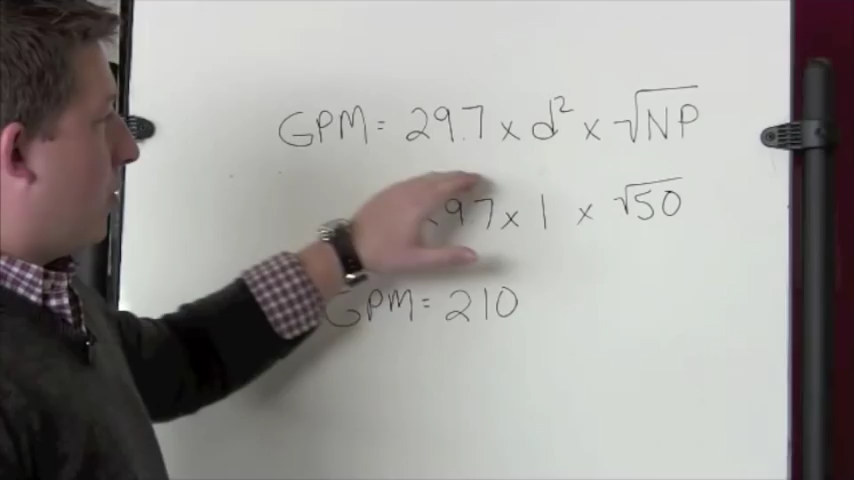 GPM = 29.7 x d² x √NP
97 x 1 x √50
GPM = 210